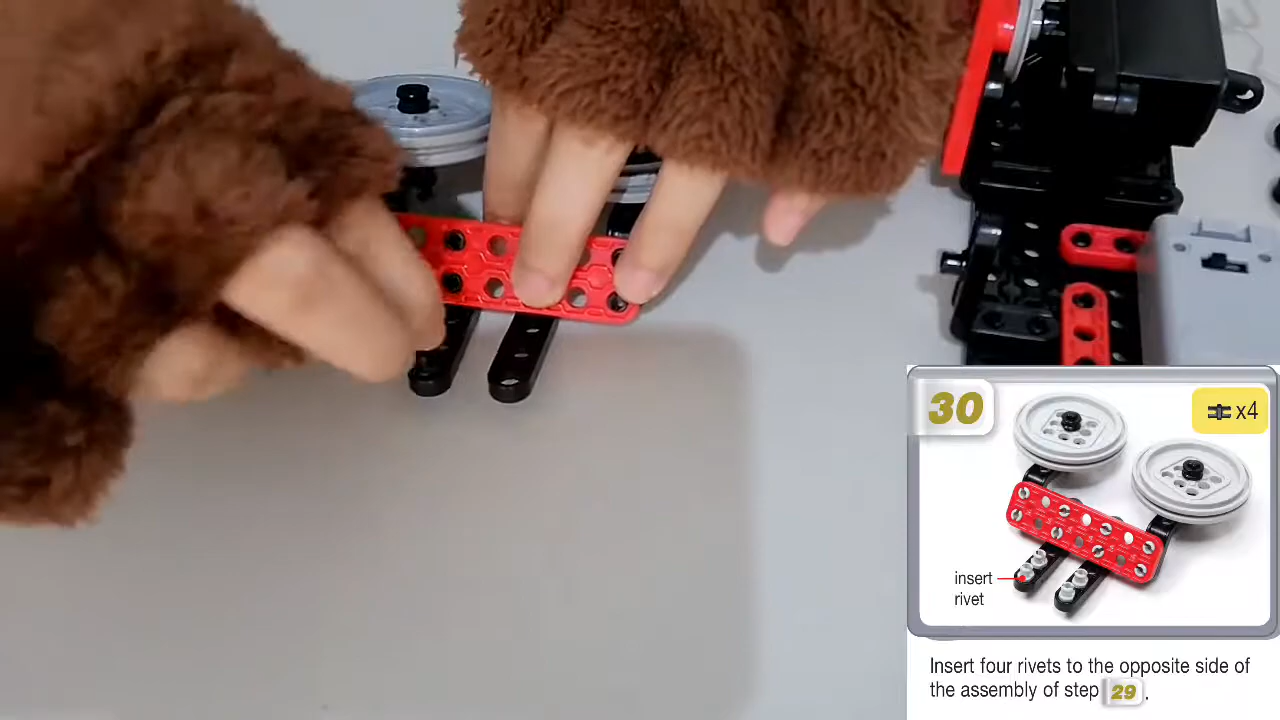 30
x4
insert
rivet
Insert four rivets to the opposite side of
the assembly of step 29.